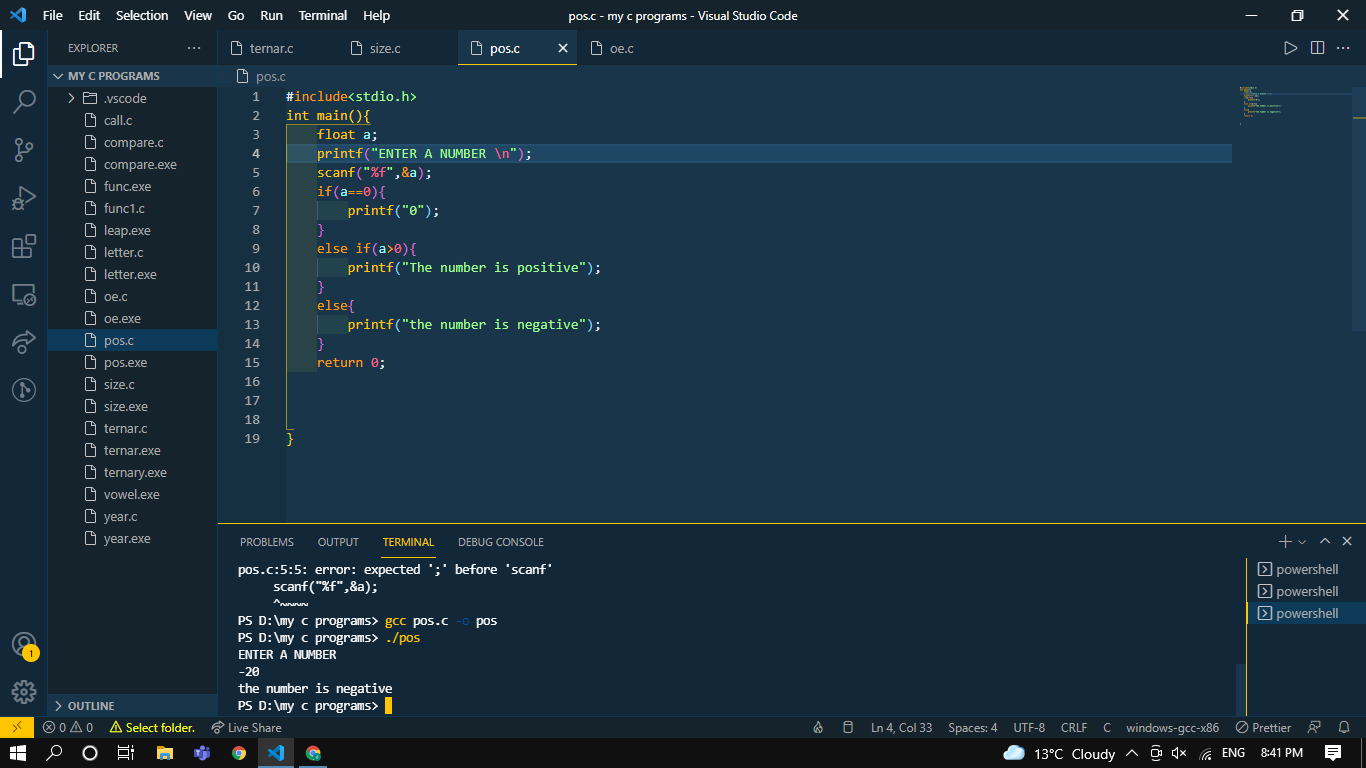 File Edit Selection View Go Run Terminal Help pos.c - my c programs - Visual Studio Code
EXPLORER ···
MY C PROGRAMS
.vscode
call.c
compare.c
compare.exe
func.exe
func1.c
leap.exe
letter.c
letter.exe
oe.c
oe.exe
pos.c
pos.exe
size.c
size.exe
ternar.c
ternar.exe
ternary.exe
vowel.exe
year.c
year.exe
OUTLINE
ternar.c size.c pos.c oe.c
pos.c
1 #include<stdio.h>
2 int main(){
3 float a;
4 printf("ENTER A NUMBER \n");
5 scanf("%f",&a);
6 if(a==0){
7 printf("0");
8 }
9 else if(a>0){
10 printf("The number is positive");
11 }
12 else{
13 printf("the number is negative");
14 }
15 return 0;
16
17
18
19 }
PROBLEMS OUTPUT TERMINAL DEBUG CONSOLE
pos.c:5:5: error: expected ';' before 'scanf'
scanf("%f",&a);
^~~~~
PS D:\my c programs> gcc pos.c -o pos
PS D:\my c programs> ./pos
ENTER A NUMBER
-20
the number is negative
PS D:\my c programs>
powershell
powershell
powershell
1
0 0 Select folder. Live Share Ln 4, Col 33 Spaces: 4 UTF-8 CRLF C windows-gcc-x86 Prettier
13°C Cloudy ENG 8:41 PM